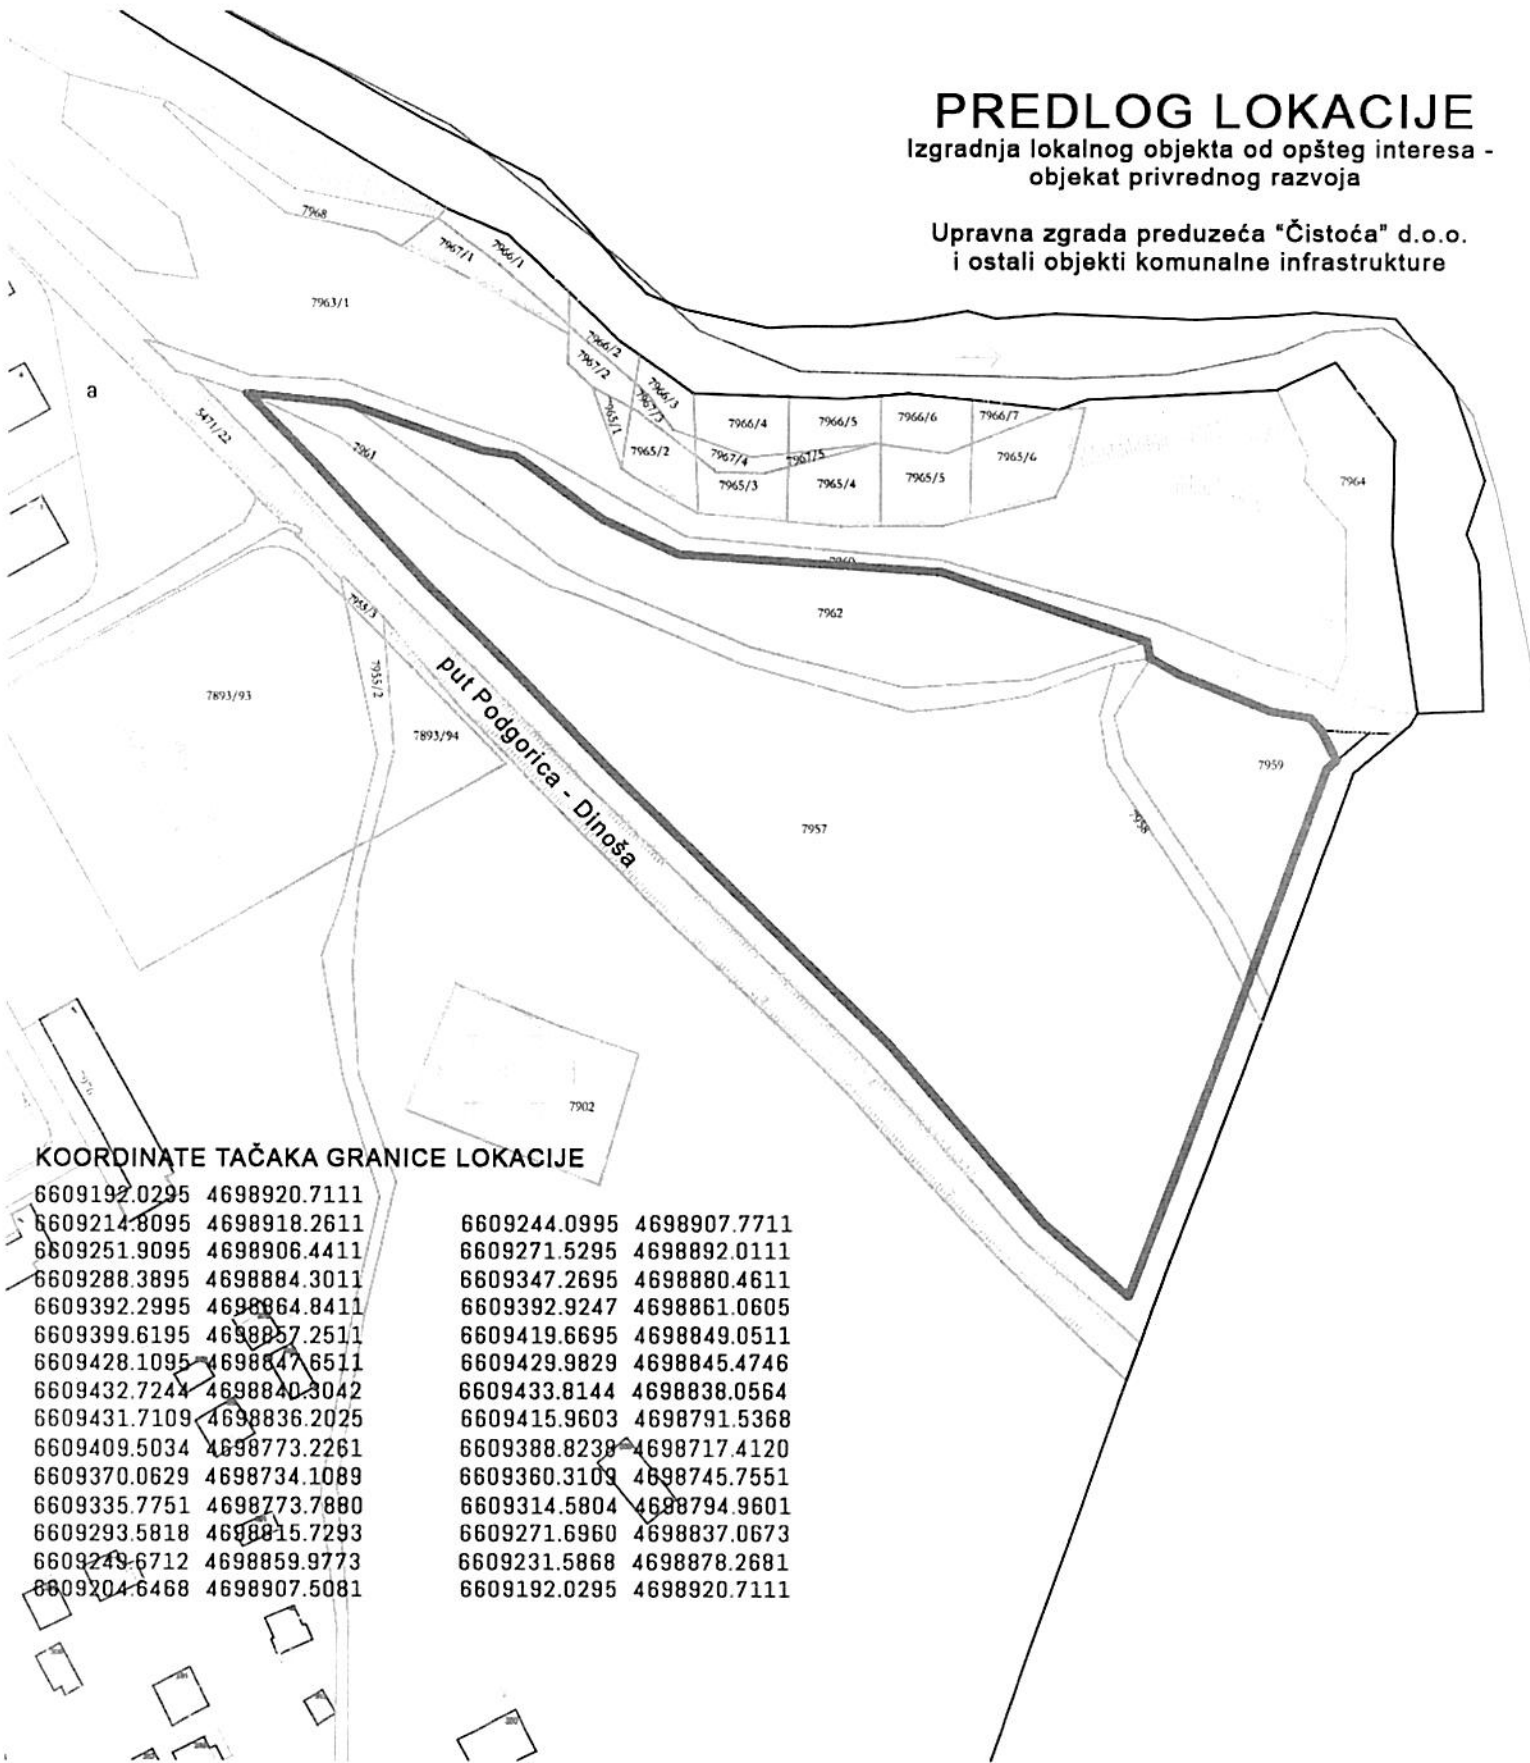 PREDLOG LOKACIJE
Izgradnja lokalnog objekta od opšteg interesa -
objekat privrednog razvoja
Upravna zgrada preduzeća "Čistoća" d.o.o.
i ostali objekti komunalne infrastrukture
7968
7967/1
7966/1
7963/1
7966/2
7967/2
7966/3
7967/3
7965/1
7965/2
7966/4
7966/5
7966/6
7966/7
7967/4
7967/5
7965/3
7965/4
7965/5
7965/6
7964
a
5471/22
7961
7960
7962
7955/3
7955/2
7893/93
7893/94
put Podgorica - Dinoša
7957
7958
7959
7902
KOORDINATE TAČAKA GRANICE LOKACIJE
6609192.0295 4698920.7111
6609214.8095 4698918.2611 6609244.0995 4698907.7711
6609251.9095 4698906.4411 6609271.5295 4698892.0111
6609288.3895 4698884.3011 6609347.2695 4698880.4611
6609392.2995 4698864.8411 6609392.9247 4698861.0605
6609399.6195 4698857.2511 6609419.6695 4698849.0511
6609428.1095 4698847.6511 6609429.9829 4698845.4746
6609432.7244 4698840.3042 6609433.8144 4698838.0564
6609431.7109 4698836.2025 6609415.9603 4698791.5368
6609409.5034 4698773.2261 6609388.8238 4698717.4120
6609370.0629 4698734.1089 6609360.3109 4698745.7551
6609335.7751 4698773.7880 6609314.5804 4698794.9601
6609293.5818 4698815.7293 6609271.6960 4698837.0673
6609249.6712 4698859.9773 6609231.5868 4698878.2681
6609204.6468 4698907.5081 6609192.0295 4698920.7111